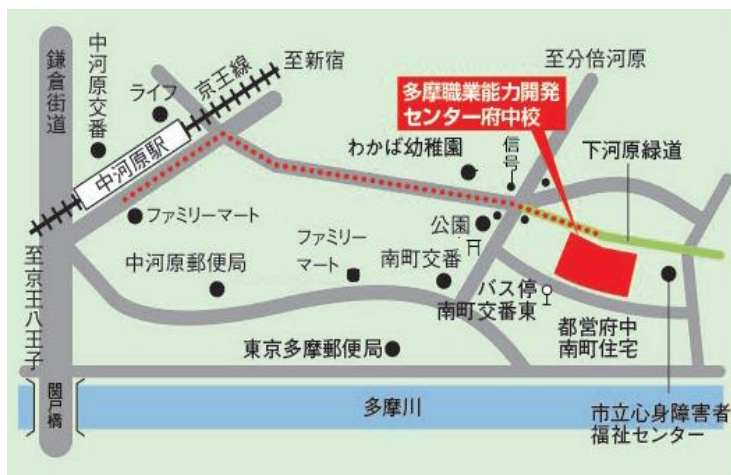 鎌倉街道
中河原交番
ライフ
京王線
至新宿
至分倍河原
多摩職業能力開発
センター府中校
中河原駅
わかば幼稚園
信号
下河原緑道
ファミリーマート
公園
中河原郵便局
ファミリー
マート
南町交番
バス停
南町交番東
至京王八王子
東京多摩郵便局
都営府中
南町住宅
関戸橋
多摩川
市立心身障害者
福祉センター